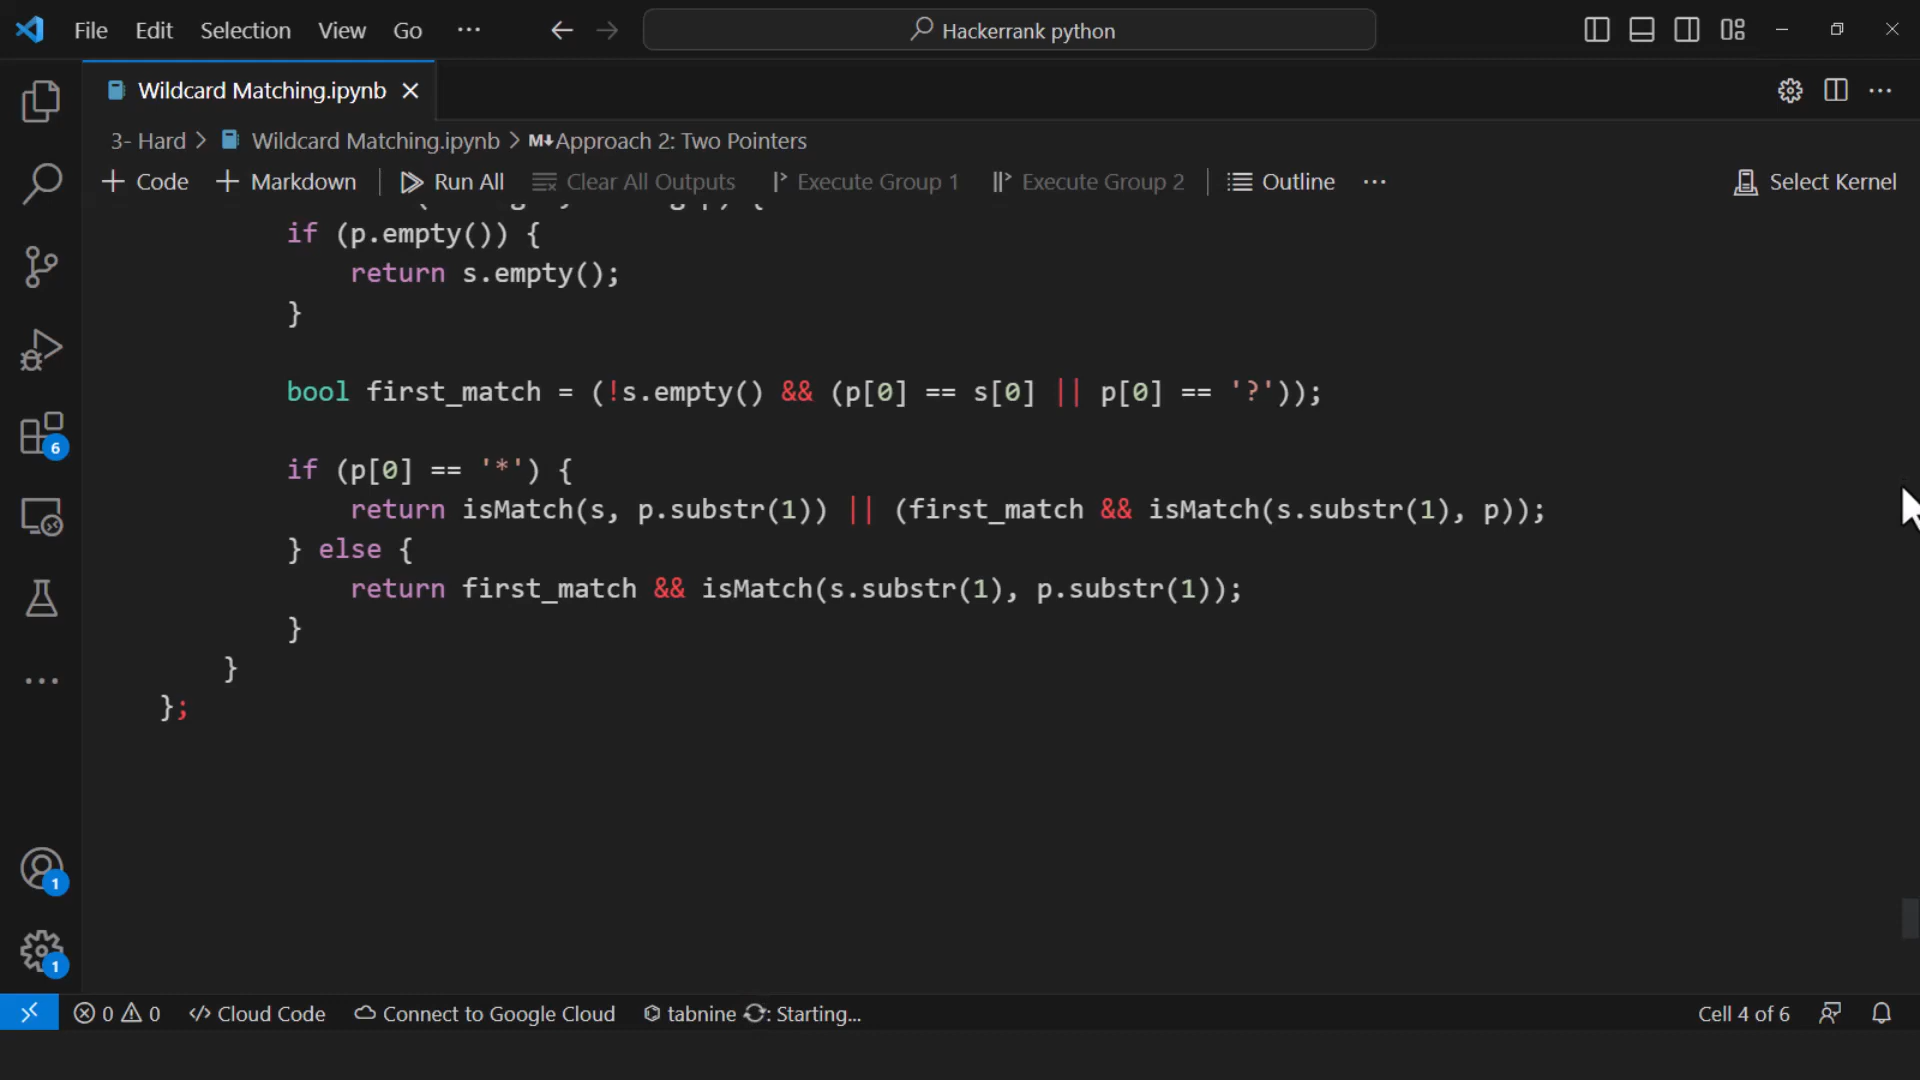 File Edit Selection View Go ··· Hackerrank python
Wildcard Matching.ipynb
3- Hard > Wildcard Matching.ipynb > M↓Approach 2: Two Pointers
+ Code + Markdown Run All Clear All Outputs Execute Group 1 Execute Group 2 Outline ··· Select Kernel
if (p.empty()) {
return s.empty();
}
bool first_match = (!s.empty() && (p[0] == s[0] || p[0] == '?'));
if (p[0] == '*') {
return isMatch(s, p.substr(1)) || (first_match && isMatch(s.substr(1), p));
} else {
return first_match && isMatch(s.substr(1), p.substr(1));
}
}
};
6
1
1
0 0 Cloud Code Connect to Google Cloud tabnine : Starting... Cell 4 of 6